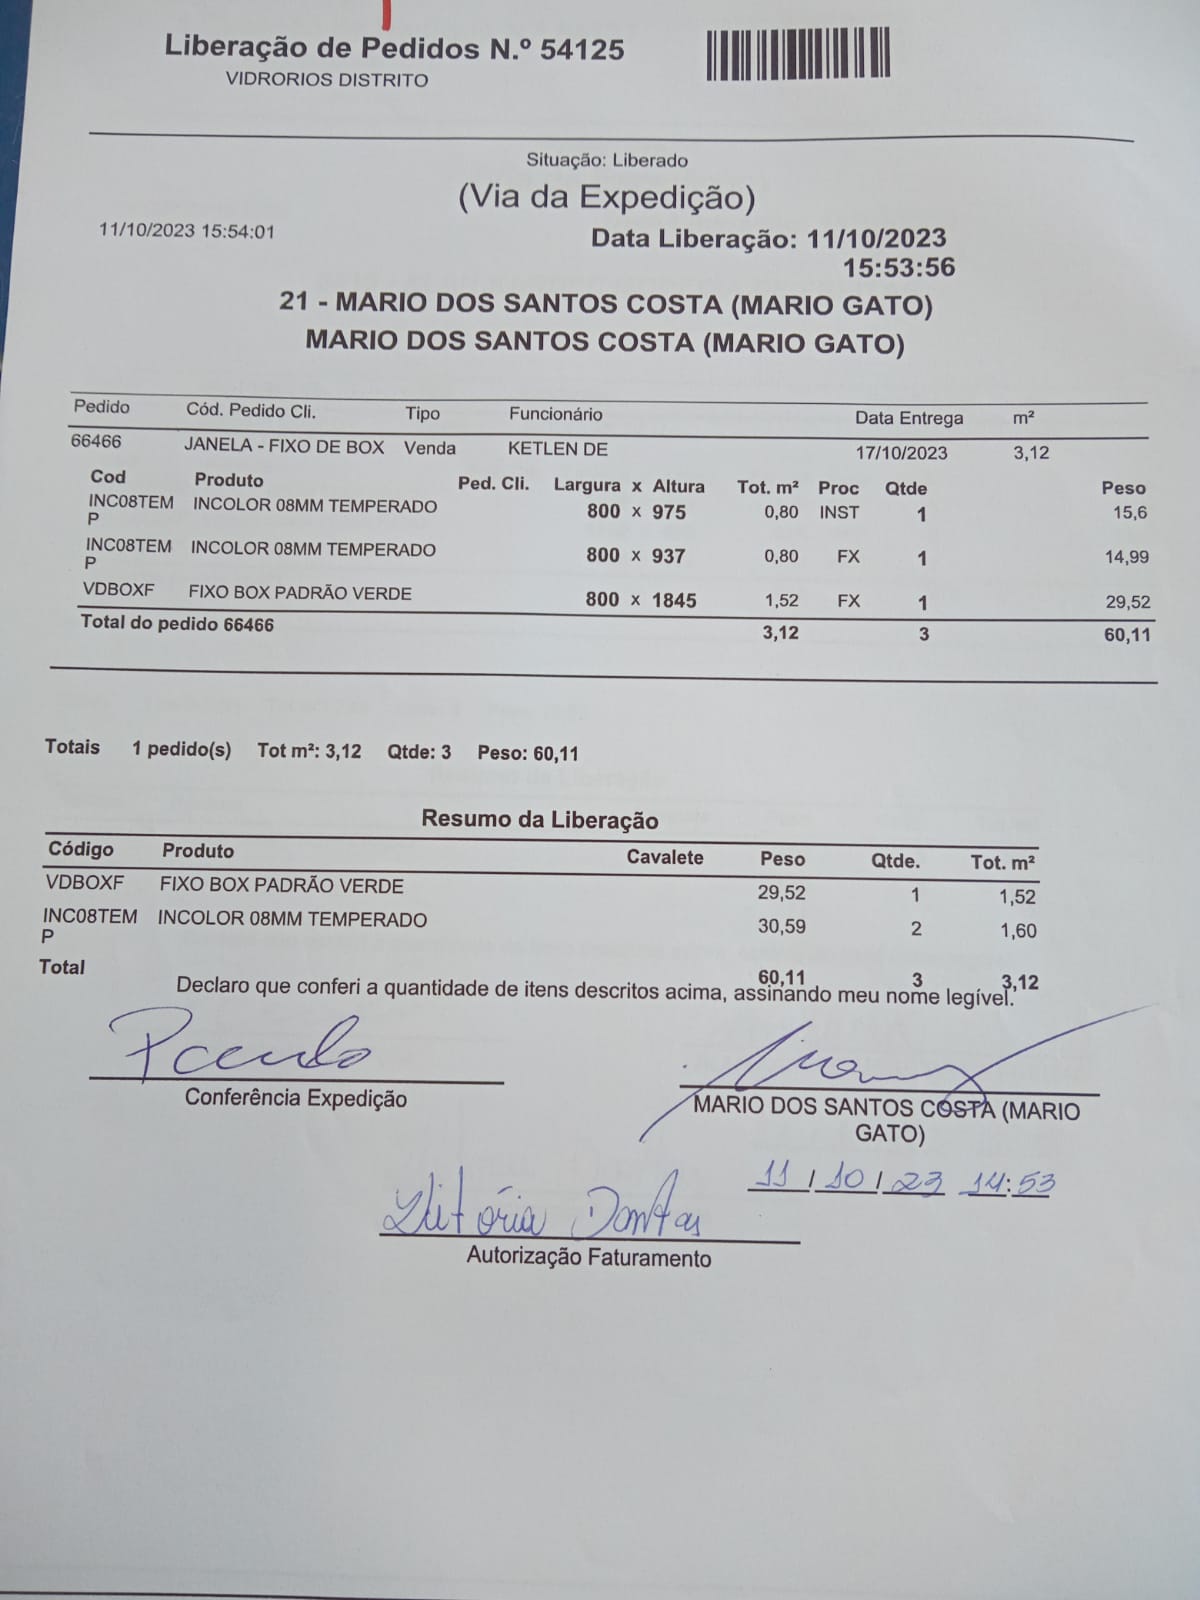 Liberação de Pedidos N.º 54125
VIDRORIOS DISTRITO
Situação: Liberado
(Via da Expedição)
11/10/2023 15:54:01
Data Liberação: 11/10/2023
15:53:56
21 - MARIO DOS SANTOS COSTA (MARIO GATO)
MARIO DOS SANTOS COSTA (MARIO GATO)
Pedido Cód. Pedido Cli. Tipo Funcionário Data Entrega m²
66466 JANELA - FIXO DE BOX Venda KETLEN DE 17/10/2023 3,12
Cod Produto Ped. Cli. Largura x Altura Tot. m² Proc Qtde Peso
INC08TEM INCOLOR 08MM TEMPERADO 800 x 975 0,80 INST 1 15,6
P
INC08TEM INCOLOR 08MM TEMPERADO 800 x 937 0,80 FX 1 14,99
P
VDBOXF FIXO BOX PADRÃO VERDE 800 x 1845 1,52 FX 1 29,52
Total do pedido 66466 3,12 3 60,11
Totais 1 pedido(s) Tot m²: 3,12 Qtde: 3 Peso: 60,11
Resumo da Liberação
Código Produto Cavalete Peso Qtde. Tot. m²
VDBOXF FIXO BOX PADRÃO VERDE 29,52 1 1,52
INC08TEM INCOLOR 08MM TEMPERADO 30,59 2 1,60
P
Total 60,11 3 3,12
Declaro que conferi a quantidade de itens descritos acima, assinando meu nome legível.
Conferência Expedição
MARIO DOS SANTOS COSTA (MARIO
GATO)
11/10/23 14:53
Autorização Faturamento